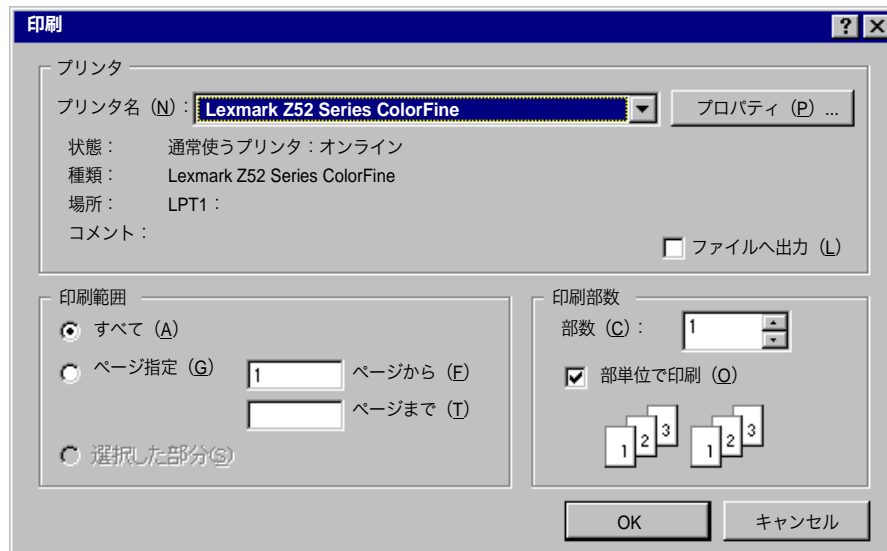 印刷
プリンタ
プリンタ名 (N): Lexmark Z52 Series ColorFine プロパティ (P) ...
状態: 通常使うプリンタ:オンライン
種類: Lexmark Z52 Series ColorFine
場所: LPT1:
コメント:
ファイルへ出力 (L)
印刷範囲
すべて (A)
ページ指定 (G) 1 ページから (F)
ページまで (T)
選択した部分(S)
印刷部数
部数 (C): 1
部単位で印刷 (O)
1 2 3 1 2 3
OK キャンセル